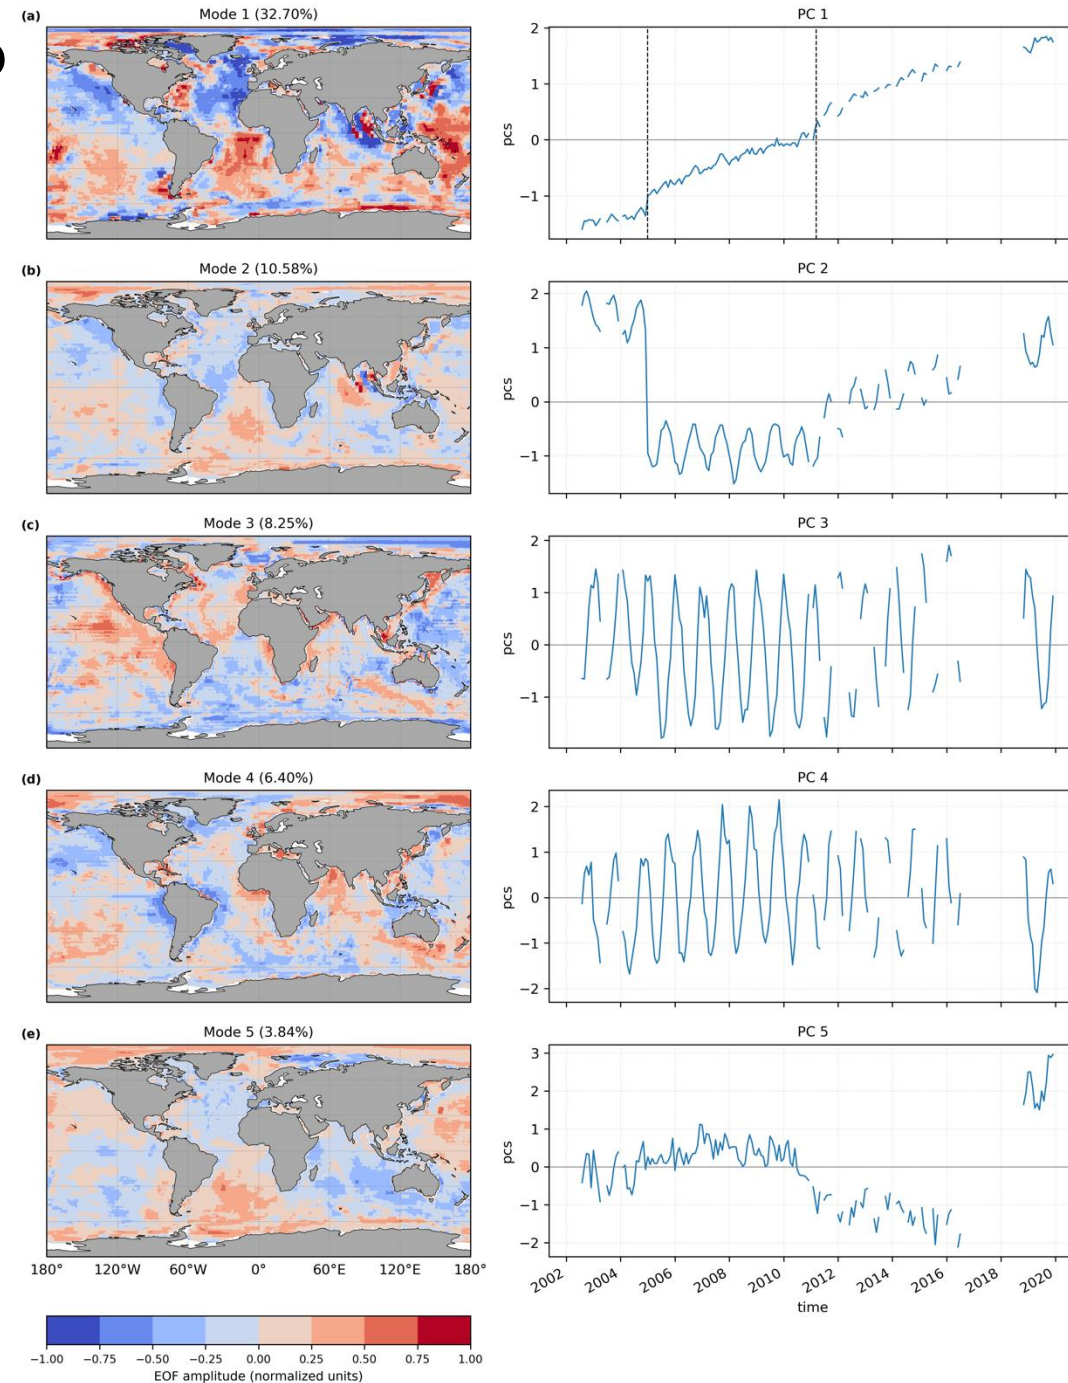 )
(a) Mode 1 (32.70%) PC 1
2
1
0
−1
pcs
(b) Mode 2 (10.58%) PC 2
2
1
0
−1
pcs
(c) Mode 3 (8.25%) PC 3
2
1
0
−1
pcs
(d) Mode 4 (6.40%) PC 4
2
1
0
−1
−2
pcs
(e) Mode 5 (3.84%) PC 5
3
2
1
0
−1
−2
pcs
180° 120°W 60°W 0° 60°E 120°E 180°
2002 2004 2006 2008 2010 2012 2014 2016 2018 2020
time
−1.00 −0.75 −0.50 −0.25 0.00 0.25 0.50 0.75 1.00
EOF amplitude (normalized units)